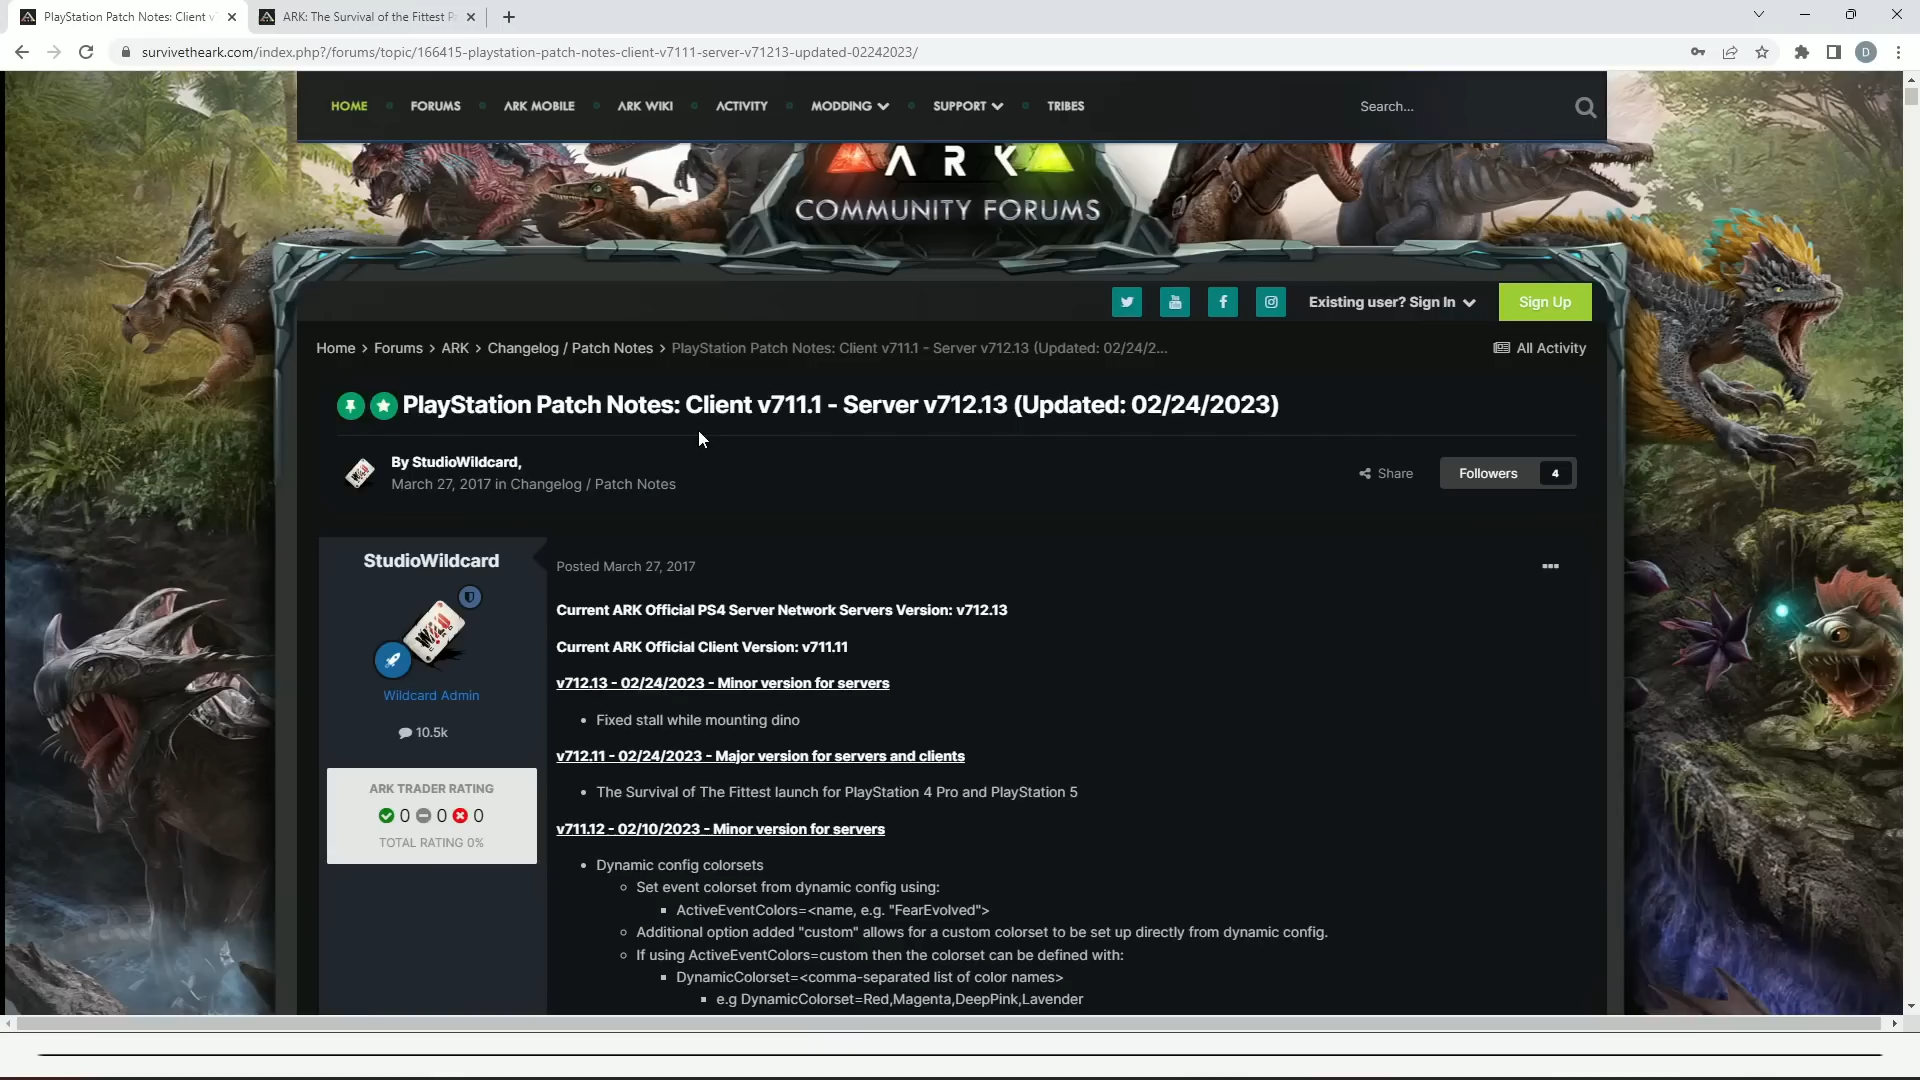 PlayStation Patch Notes: Client v
ARK: The Survival of the Fittest P
survivetheark.com/index.php?/forums/topic/166415-playstation-patch-notes-client-v7111-server-v71213-updated-02242023/
D
HOME FORUMS ARK MOBILE ARK WIKI ACTIVITY MODDING SUPPORT TRIBES Search...
ARK
COMMUNITY FORUMS
Existing user? Sign In Sign Up
Home > Forums > ARK > Changelog / Patch Notes > PlayStation Patch Notes: Client v711.1 - Server v712.13 (Updated: 02/24/2...
All Activity
PlayStation Patch Notes: Client v711.1 - Server v712.13 (Updated: 02/24/2023)
By StudioWildcard,
March 27, 2017 in Changelog / Patch Notes
Share
Followers 4
StudioWildcard
Wildcard Admin
10.5k
ARK TRADER RATING
0 0 0
TOTAL RATING 0%
Posted March 27, 2017
Current ARK Official PS4 Server Network Servers Version: v712.13
Current ARK Official Client Version: v711.11
v712.13 - 02/24/2023 - Minor version for servers
Fixed stall while mounting dino
v712.11 - 02/24/2023 - Major version for servers and clients
The Survival of The Fittest launch for PlayStation 4 Pro and PlayStation 5
v711.12 - 02/10/2023 - Minor version for servers
Dynamic config colorsets
Set event colorset from dynamic config using:
ActiveEventColors=<name, e.g. "FearEvolved">
Additional option added "custom" allows for a custom colorset to be set up directly from dynamic config.
If using ActiveEventColors=custom then the colorset can be defined with:
DynamicColorset=<comma-separated list of color names>
e.g DynamicColorset=Red,Magenta,DeepPink,Lavender